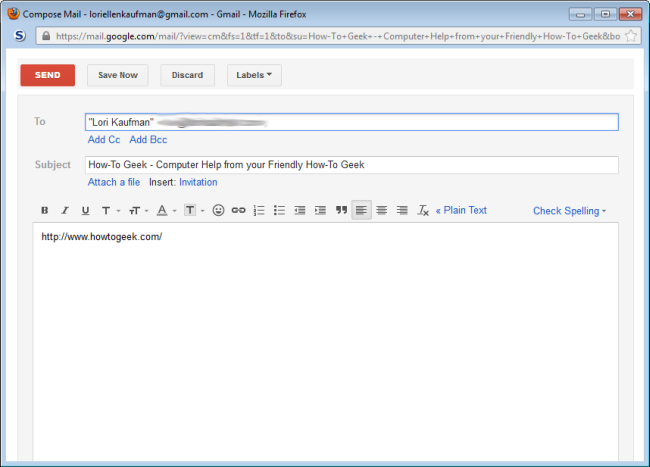 Compose Mail - loriellenkaufman@gmail.com - Gmail - Mozilla Firefox
S https://mail.google.com/mail/?view=cm&fs=1&tf=1&to&su=How-To+Geek+-+Computer+Help+from+your+Friendly+How-To+Geek&bo
SEND Save Now Discard Labels
To "Lori Kaufman"
Add Cc Add Bcc
Subject How-To Geek - Computer Help from your Friendly How-To Geek
Attach a file Insert: Invitation
B I U T TT A T « Plain Text Check Spelling
http://www.howtogeek.com/